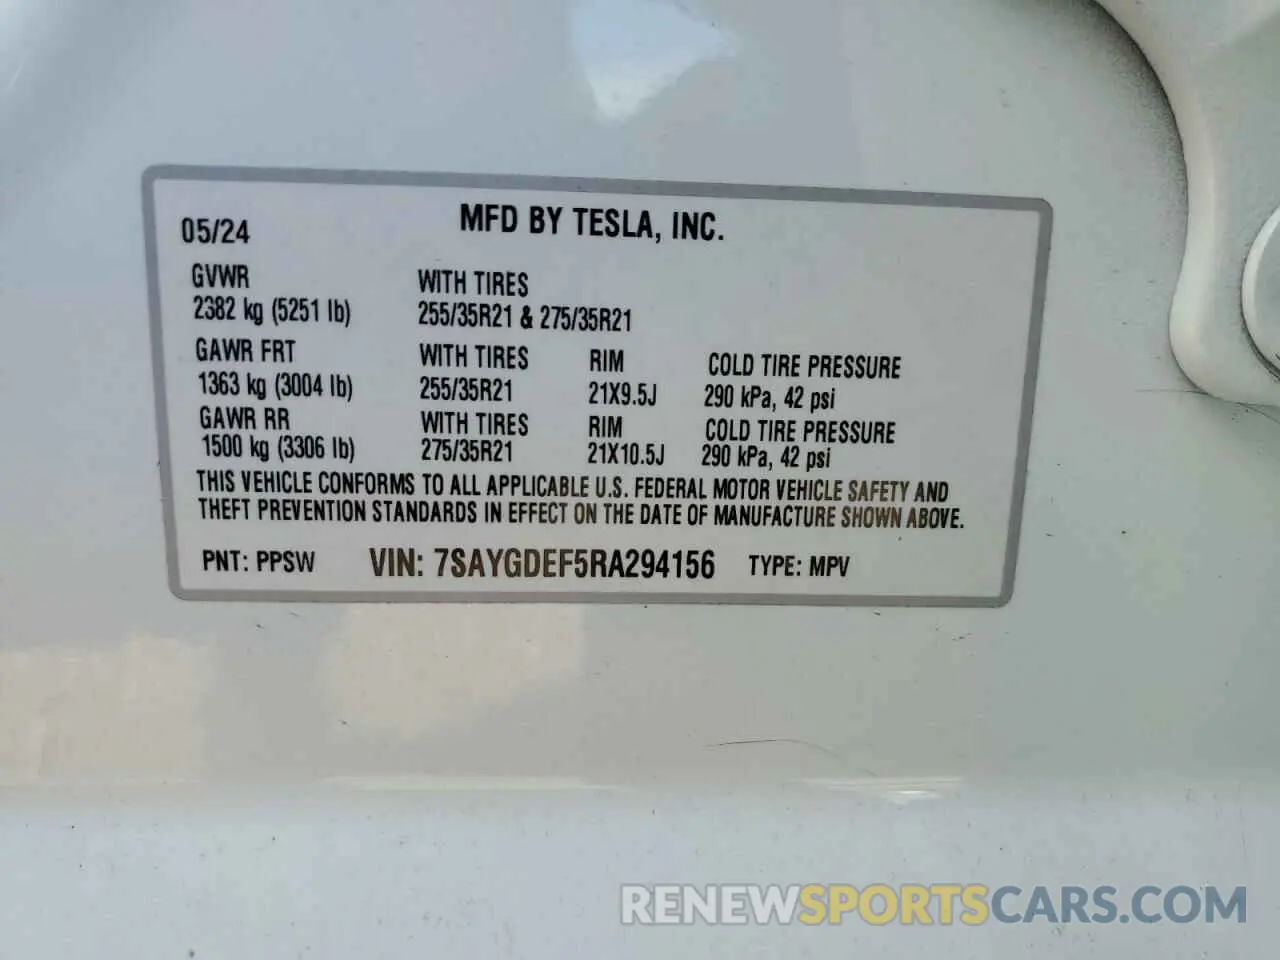 05/24 MFD BY TESLA, INC.
GVWR WITH TIRES
2382 kg (5251 lb) 255/35R21 & 275/35R21
GAWR FRT WITH TIRES RIM COLD TIRE PRESSURE
1363 kg (3004 lb) 255/35R21 21X9.5J 290 kPa, 42 psi
GAWR RR WITH TIRES RIM COLD TIRE PRESSURE
1500 kg (3306 lb) 275/35R21 21X10.5J 290 kPa, 42 psi
THIS VEHICLE CONFORMS TO ALL APPLICABLE U.S. FEDERAL MOTOR VEHICLE SAFETY AND
THEFT PREVENTION STANDARDS IN EFFECT ON THE DATE OF MANUFACTURE SHOWN ABOVE.
PNT: PPSW VIN: 7SAYGDEF5RA294156 TYPE: MPV
RENEWSPORTSCARS.COM